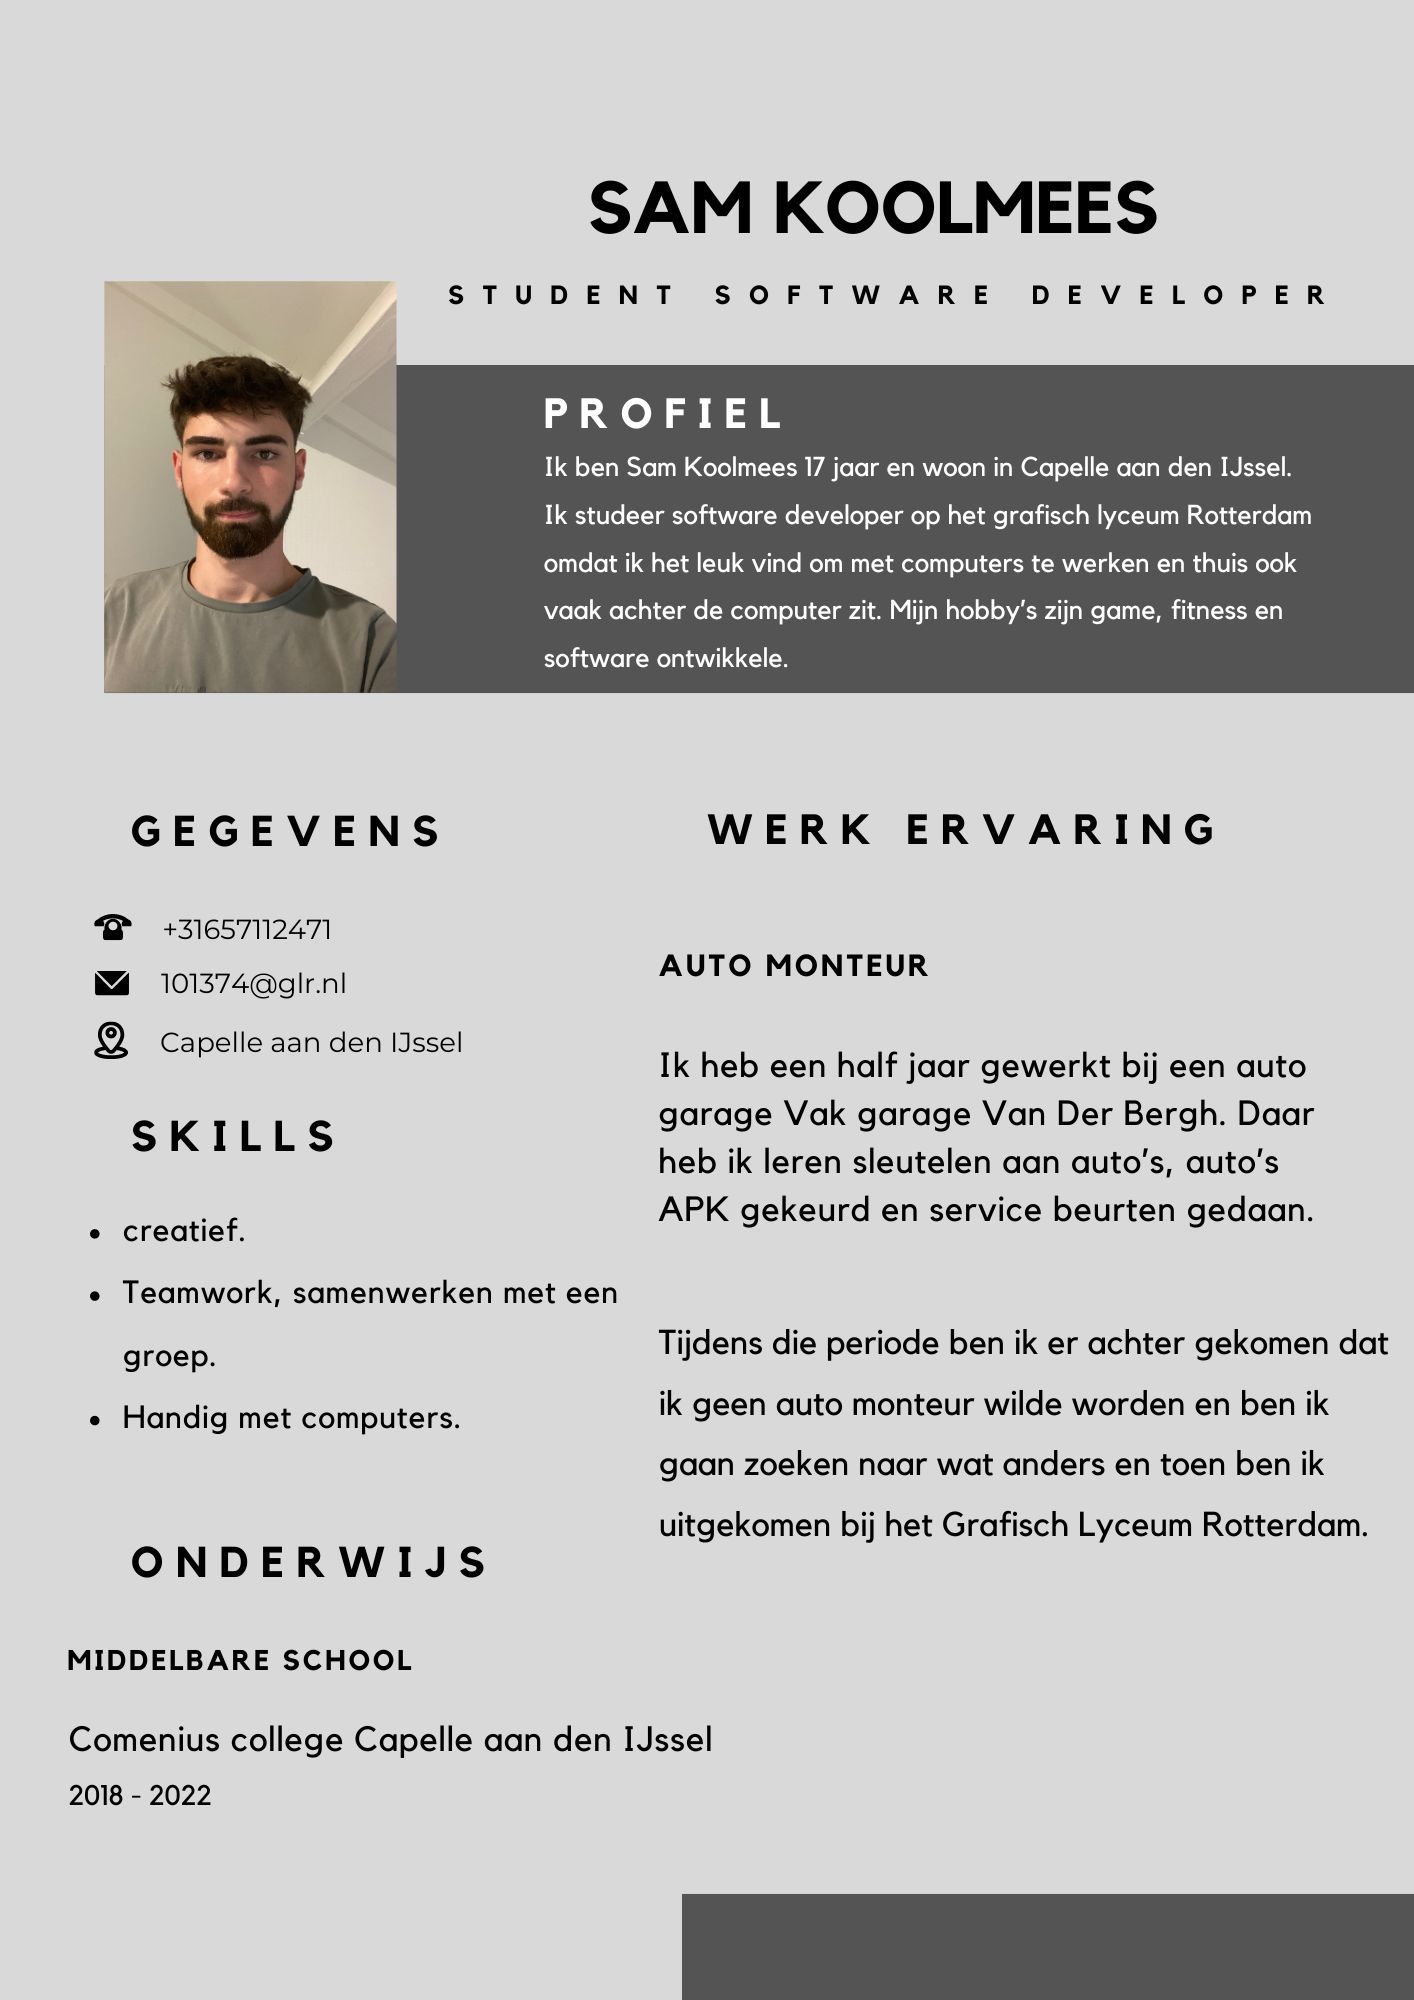 SAM KOOLMEES
STUDENT SOFTWARE DEVELOPER
PROFIEL
Ik ben Sam Koolmees 17 jaar en woon in Capelle aan den IJssel.
Ik studeer software developer op het grafisch lyceum Rotterdam
omdat ik het leuk vind om met computers te werken en thuis ook
vaak achter de computer zit. Mijn hobby's zijn game, fitness en
software ontwikkele.
GEGEVENS
+31657112471
101374@glr.nl
Capelle aan den IJssel
SKILLS
• creatief.
• Teamwork, samenwerken met een
groep.
• Handig met computers.
ONDERWIJS
MIDDELBARE SCHOOL
Comenius college Capelle aan den IJssel
2018 - 2022
WERK ERVARING
AUTO MONTEUR
Ik heb een half jaar gewerkt bij een auto
garage Vak garage Van Der Bergh. Daar
heb ik leren sleutelen aan auto's, auto's
APK gekeurd en service beurten gedaan.
Tijdens die periode ben ik er achter gekomen dat
ik geen auto monteur wilde worden en ben ik
gaan zoeken naar wat anders en toen ben ik
uitgekomen bij het Grafisch Lyceum Rotterdam.